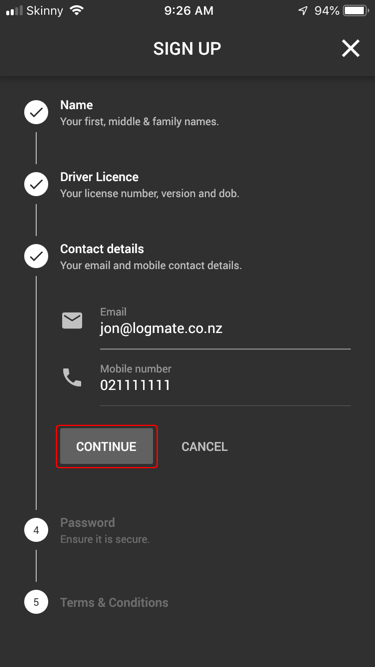 Skinny 9:26 AM 94%
SIGN UP
Name
Your first, middle & family names.
Driver Licence
Your license number, version and dob.
Contact details
Your email and mobile contact details.
Email
jon@logmate.co.nz
Mobile number
021111111
CONTINUE CANCEL
4 Password
Ensure it is secure.
5 Terms & Conditions